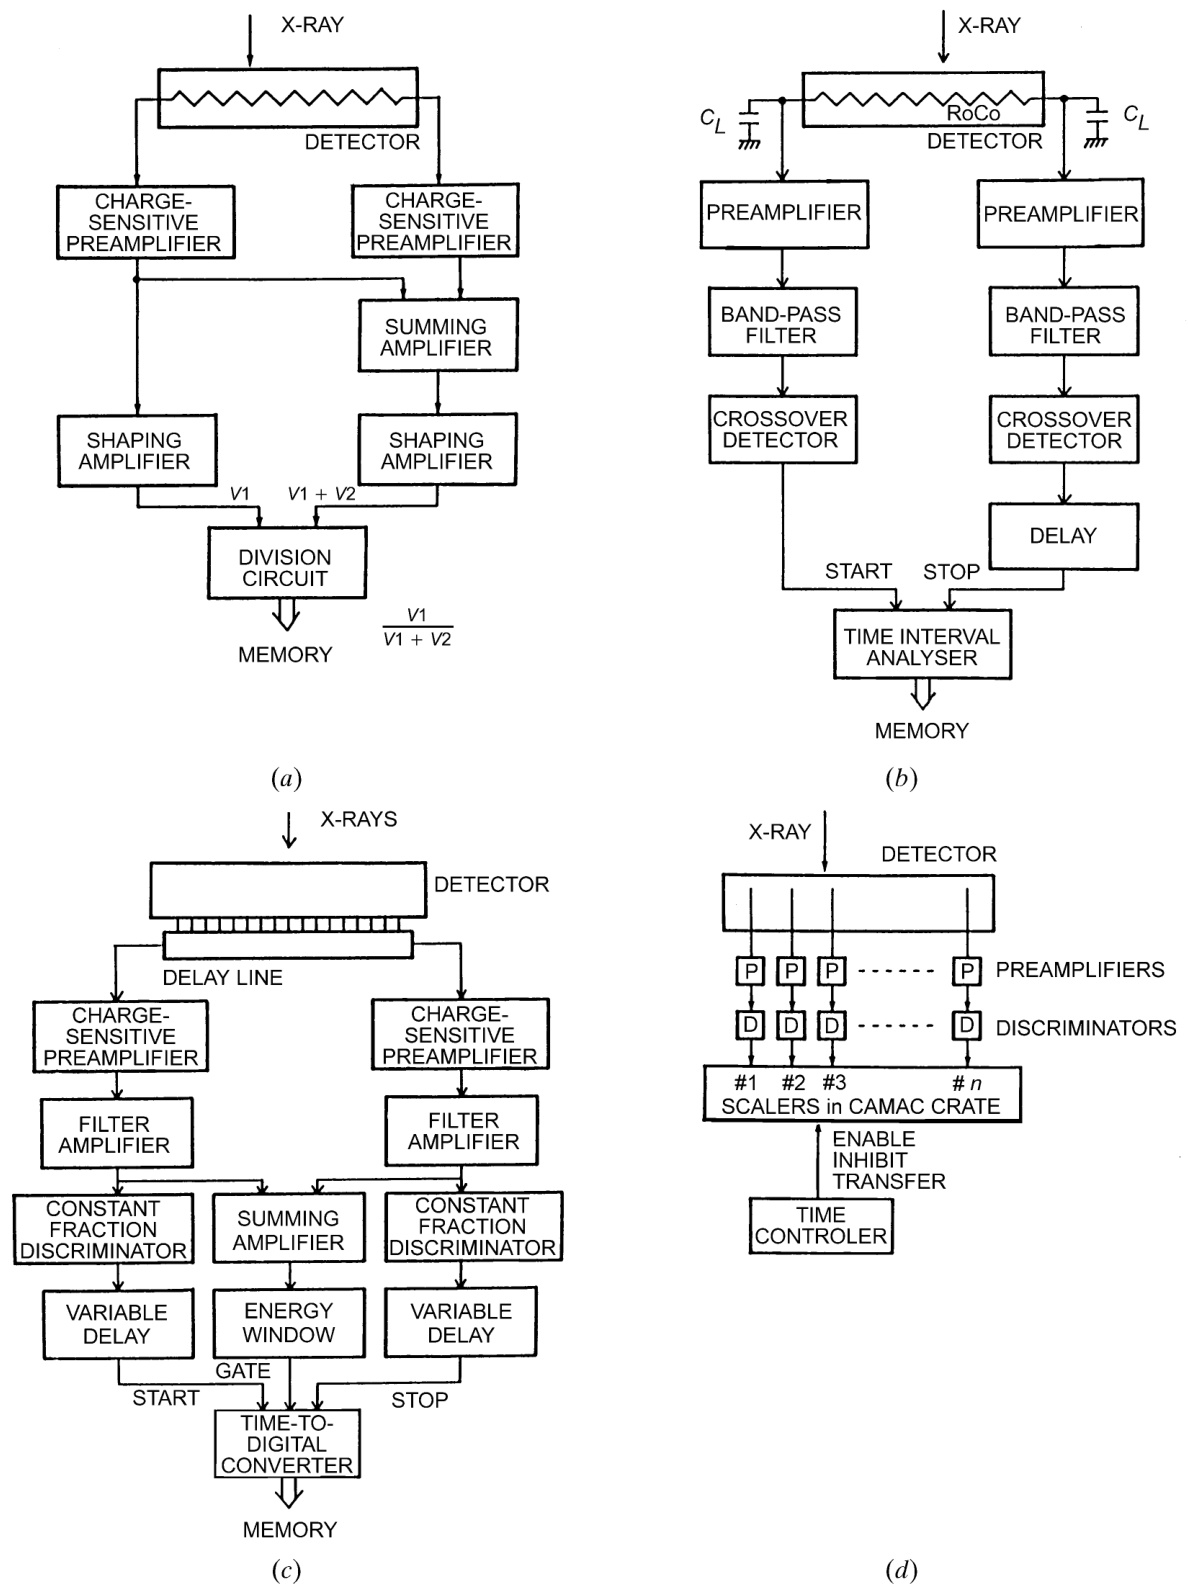 X-RAY
DETECTOR
CHARGE-
SENSITIVE
PREAMPLIFIER
CHARGE-
SENSITIVE
PREAMPLIFIER
SUMMING
AMPLIFIER
SHAPING
AMPLIFIER
SHAPING
AMPLIFIER
V1
V1 + V2
DIVISION
CIRCUIT
V1
V1 + V2
MEMORY
(a)
X-RAY
CL
RoCo
CL
DETECTOR
PREAMPLIFIER
PREAMPLIFIER
BAND-PASS
FILTER
BAND-PASS
FILTER
CROSSOVER
DETECTOR
CROSSOVER
DETECTOR
DELAY
START
STOP
TIME INTERVAL
ANALYSER
MEMORY
(b)
X-RAYS
DETECTOR
DELAY LINE
CHARGE-
SENSITIVE
PREAMPLIFIER
CHARGE-
SENSITIVE
PREAMPLIFIER
FILTER
AMPLIFIER
FILTER
AMPLIFIER
CONSTANT
FRACTION
DISCRIMINATOR
SUMMING
AMPLIFIER
CONSTANT
FRACTION
DISCRIMINATOR
VARIABLE
DELAY
ENERGY
WINDOW
VARIABLE
DELAY
GATE
START
STOP
TIME-TO-
DIGITAL
CONVERTER
MEMORY
(c)
X-RAY
DETECTOR
P P P P PREAMPLIFIERS
D D D D DISCRIMINATORS
#1 #2 #3 # n
SCALERS in CAMAC CRATE
ENABLE
INHIBIT
TRANSFER
TIME
CONTROLER
(d)